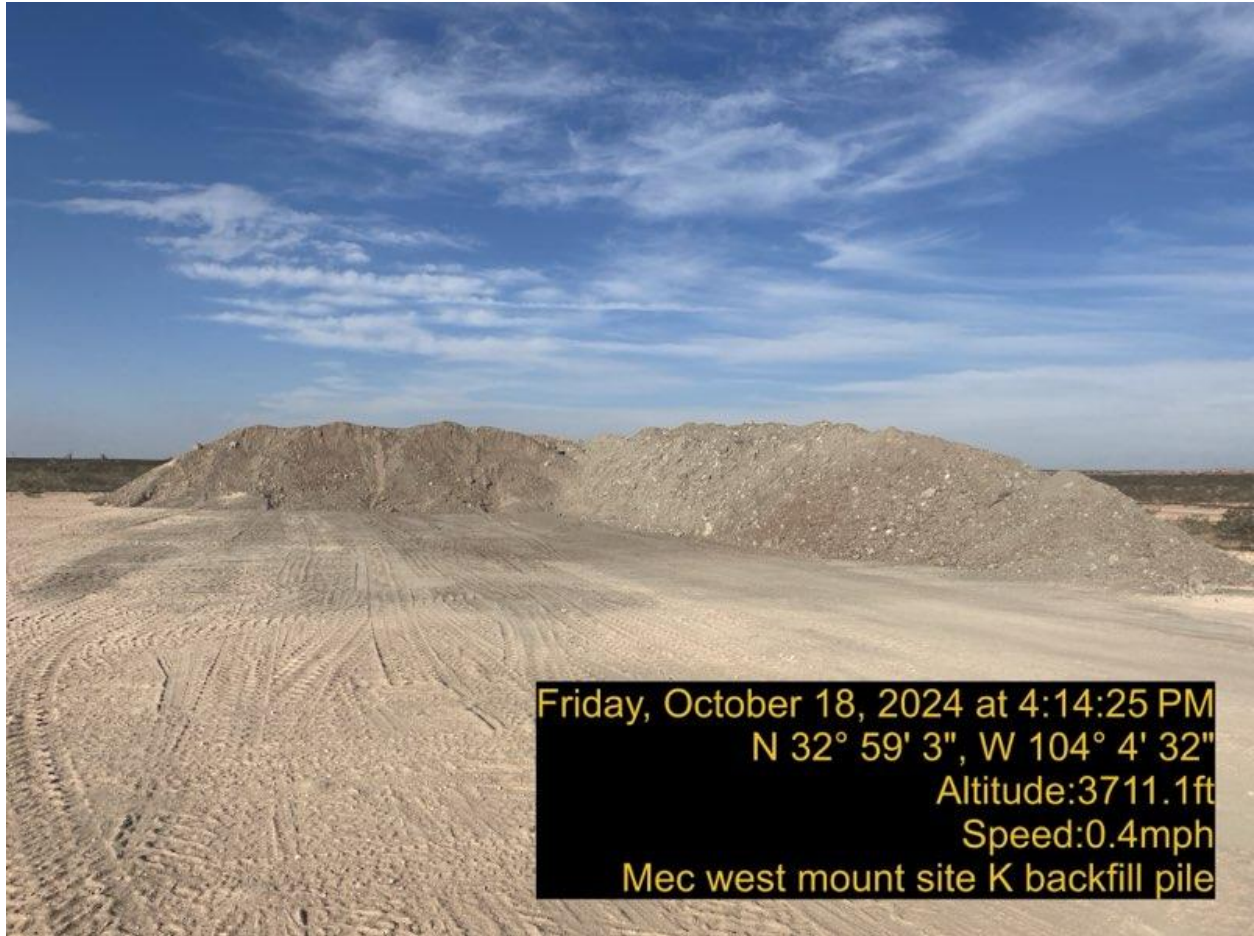 Friday, October 18, 2024 at 4:14:25 PM
N 32° 59' 3", W 104° 4' 32"
Altitude:3711.1ft
Speed:0.4mph
Mec west mount site K backfill pile